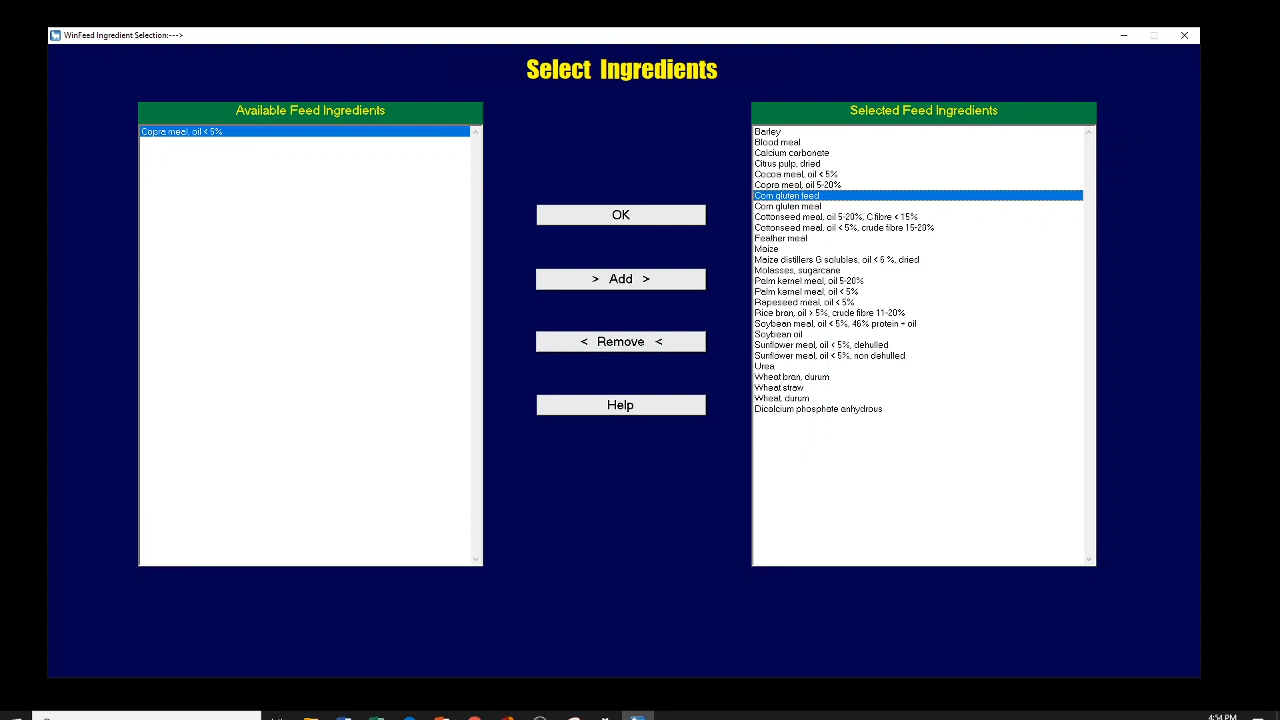 WinFeed Ingredient Selection:--->
Select Ingredients
Available Feed Ingredients
Copra meal, oil < 5%
OK
> Add >
< Remove <
Help
Selected Feed Ingredients
Barley
Blood meal
Calcium carbonate
Citrus pulp, dried
Cocoa meal, oil < 5%
Copra meal, oil 5-20%
Corn gluten feed
Corn gluten meal
Cottonseed meal, oil 5-20%, C fibre < 15%
Cottonseed meal, oil < 5%, crude fibre 15-20%
Feather meal
Maize
Maize distillers G solubles, oil < 6 %, dried
Molasses, sugarcane
Palm kernel meal, oil 5-20%
Palm kernel meal, oil < 5%
Rapeseed meal, oil < 5%
Rice bran, oil > 5%, crude fibre 11-20%
Soybean meal, oil < 5%, 46% protein + oil
Soybean oil
Sunflower meal, oil < 5%, dehulled
Sunflower meal, oil < 5%, non dehulled
Urea
Wheat bran, durum
Wheat straw
Wheat, durum
Dicalcium phosphate anhydrous
4:54 PM